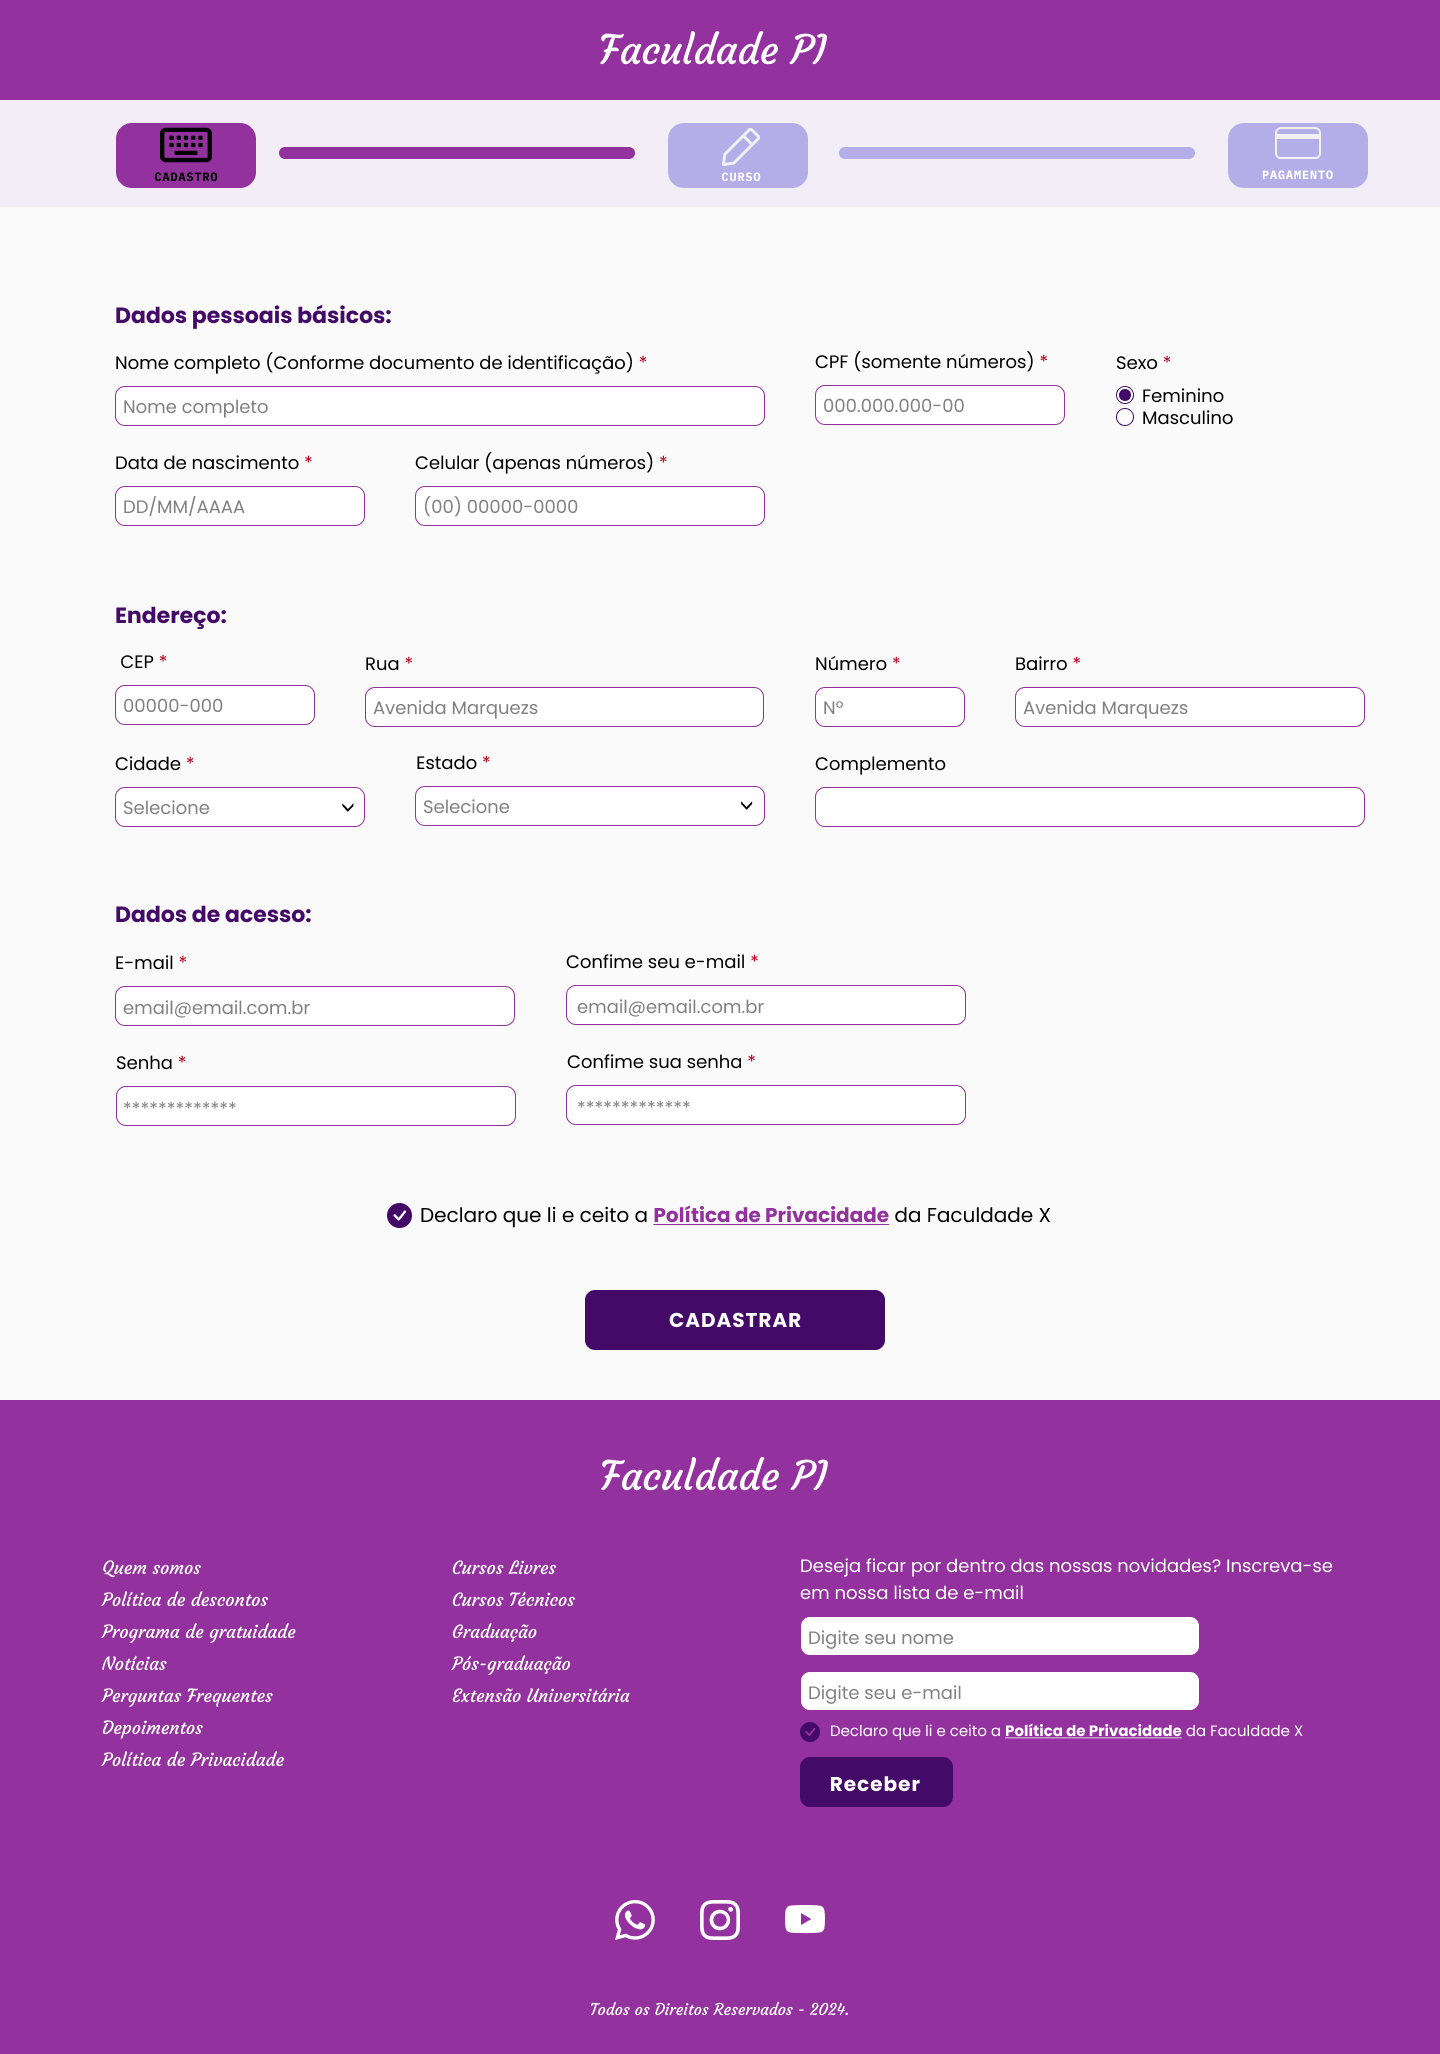 Faculdade PI
CADASTRO
CURSO
PAGAMENTO
Dados pessoais básicos:
Nome completo (Conforme documento de identificação) *
CPF (somente números) *
Sexo *
Nome completo
000.000.000-00
Feminino
Masculino
Data de nascimento *
Celular (apenas números) *
DD/MM/AAAA
(00) 00000-0000
Endereço:
CEP *
Rua *
Número *
Bairro *
00000-000
Avenida Marquezs
Nº
Avenida Marquezs
Cidade *
Estado *
Complemento
Selecione
Selecione
Dados de acesso:
E-mail *
Confime seu e-mail *
email@email.com.br
email@email.com.br
Senha *
Confime sua senha *
*************
*************
Declaro que li e ceito a Política de Privacidade da Faculdade X
CADASTRAR
Faculdade PI
Quem somos
Política de descontos
Programa de gratuidade
Notícias
Perguntas Frequentes
Depoimentos
Política de Privacidade
Cursos Livres
Cursos Técnicos
Graduação
Pós-graduação
Extensão Universitária
Deseja ficar por dentro das nossas novidades? Inscreva-se
em nossa lista de e-mail
Digite seu nome
Digite seu e-mail
Declaro que li e ceito a Política de Privacidade da Faculdade X
Receber
Todos os Direitos Reservados - 2024.